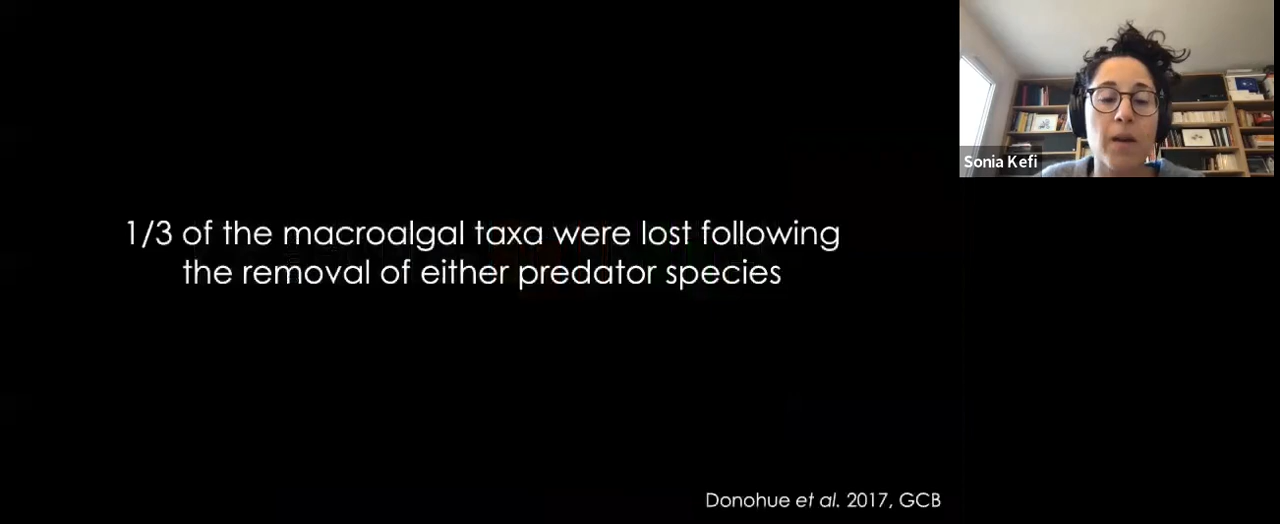 Sonia Kefi
1/3 of the macroalgal taxa were lost following
the removal of either predator species
Donohue et al. 2017, GCB